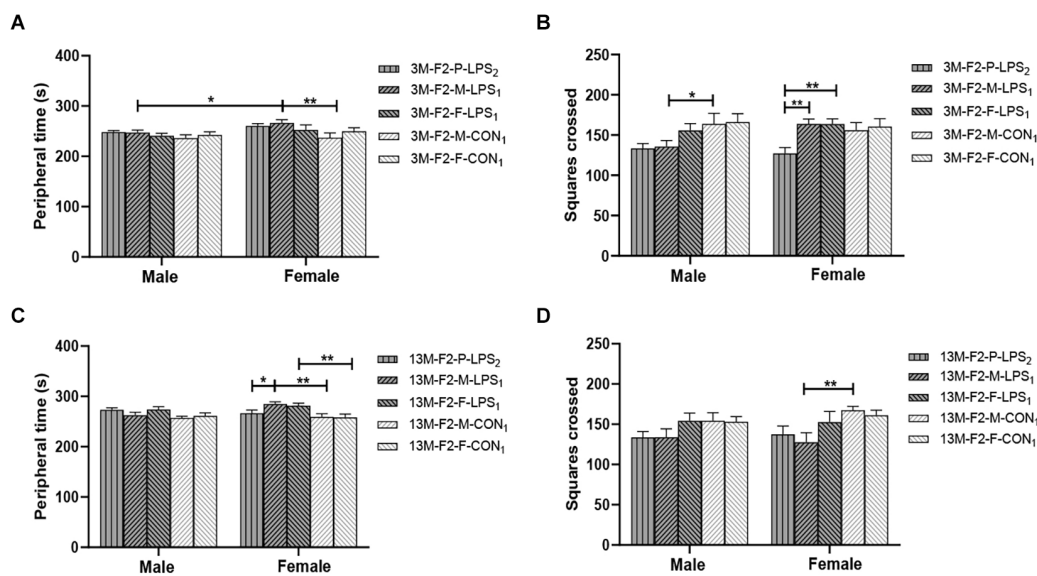 A
Peripheral time (s)
400
300
200
100
0
*
**
Male
Female
3M-F2-P-LPS₂
3M-F2-M-LPS₁
3M-F2-F-LPS₁
3M-F2-M-CON₁
3M-F2-F-CON₁
B
Squares crossed
250
200
150
100
50
0
*
**
**
Male
Female
3M-F2-P-LPS₂
3M-F2-M-LPS₁
3M-F2-F-LPS₁
3M-F2-M-CON₁
3M-F2-F-CON₁
C
Peripheral time (s)
400
300
200
100
0
**
*
**
Male
Female
13M-F2-P-LPS₂
13M-F2-M-LPS₁
13M-F2-F-LPS₁
13M-F2-M-CON₁
13M-F2-F-CON₁
D
Squares crossed
250
200
150
100
50
0
**
Male
Female
13M-F2-P-LPS₂
13M-F2-M-LPS₁
13M-F2-F-LPS₁
13M-F2-M-CON₁
13M-F2-F-CON₁